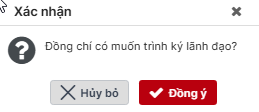 Xác nhận
Đồng chí có muốn trình ký lãnh đạo?
Hủy bỏ
Đồng ý